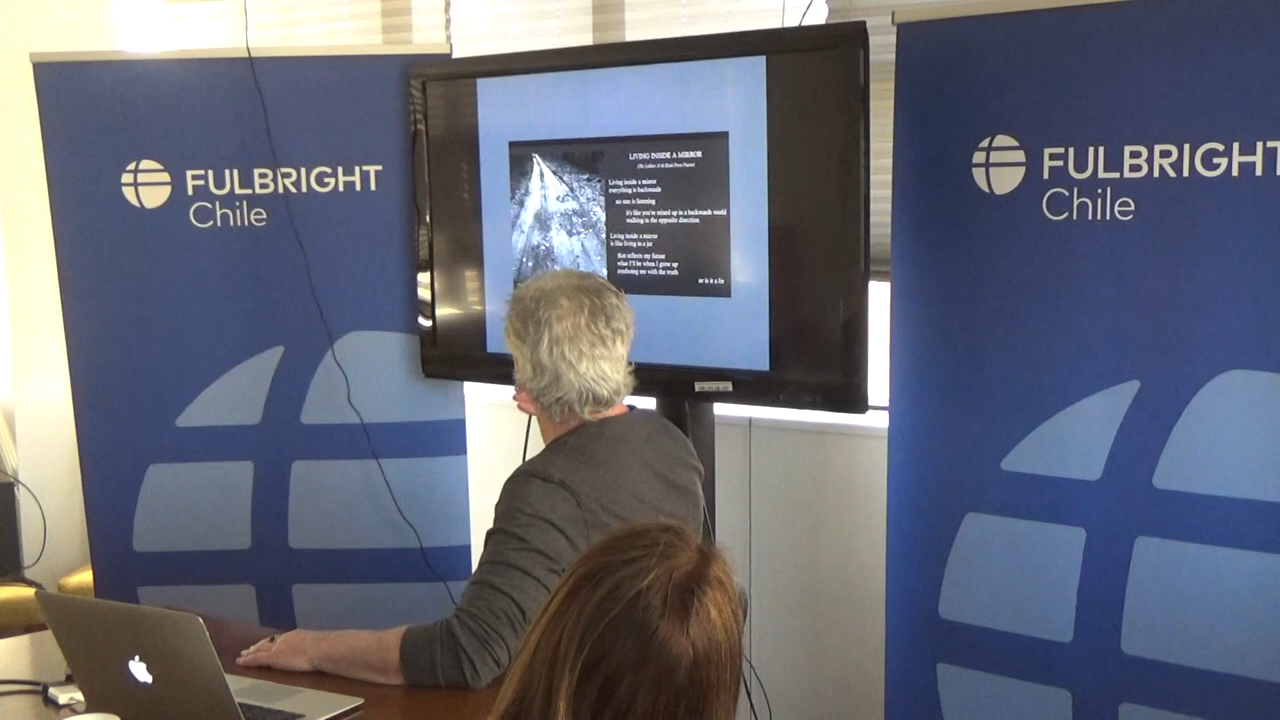 FULBRIGHT
Chile
LIVING INSIDE A MIRROR
Living inside a mirror
everything is backwards
no one is listening
it's like you're mixed up in a backwards world
walking in the opposite direction
Living inside a mirror
is like living in a jar
that reflects my future
what I'll be when I grow up
confusing me with the truth
or is it a lie
FULBRIGHT
Chile